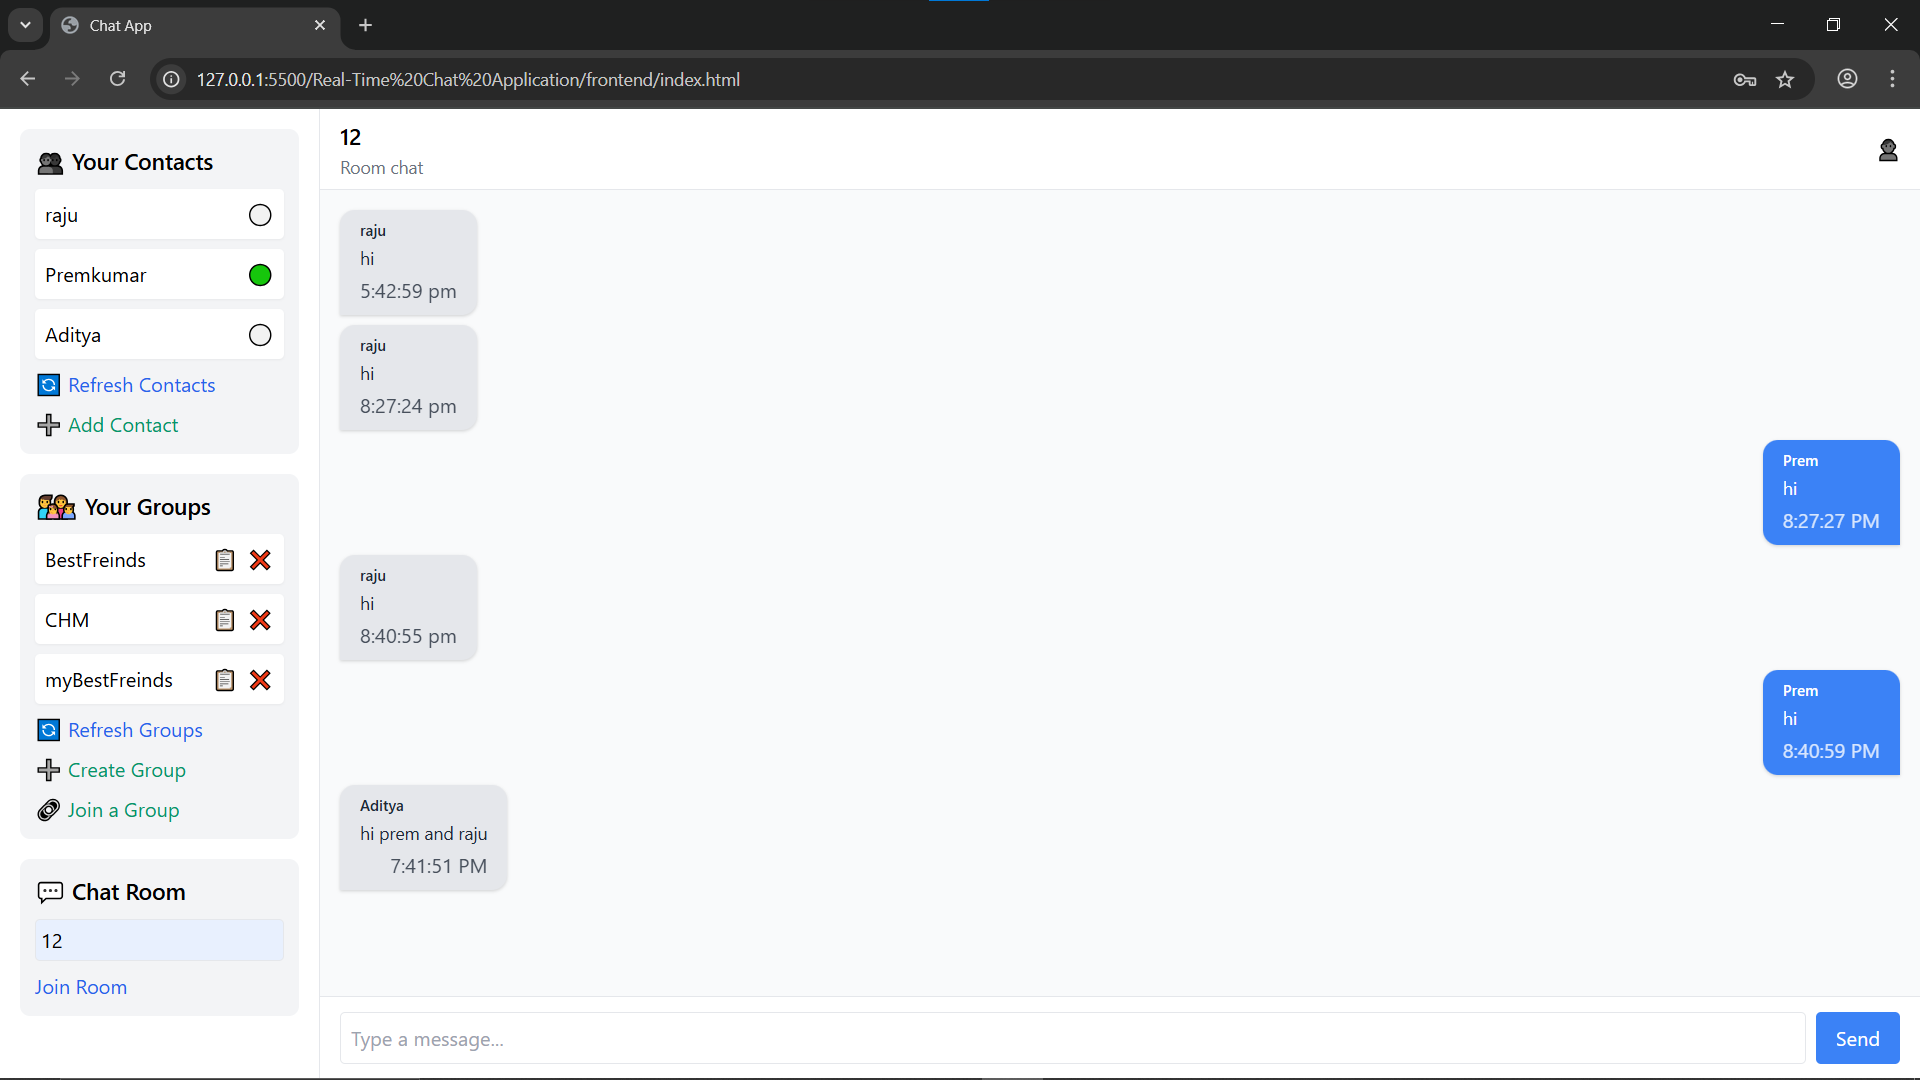 Chat App
127.0.0.1:5500/Real-Time%20Chat%20Application/frontend/index.html
Your Contacts
raju
Premkumar
Aditya
Refresh Contacts
Add Contact
Your Groups
BestFreinds
CHM
myBestFreinds
Refresh Groups
Create Group
Join a Group
Chat Room
12
Join Room
12
Room chat
raju
hi
5:42:59 pm
raju
hi
8:27:24 pm
Prem
hi
8:27:27 PM
raju
hi
8:40:55 pm
Prem
hi
8:40:59 PM
Aditya
hi prem and raju
7:41:51 PM
Type a message...
Send